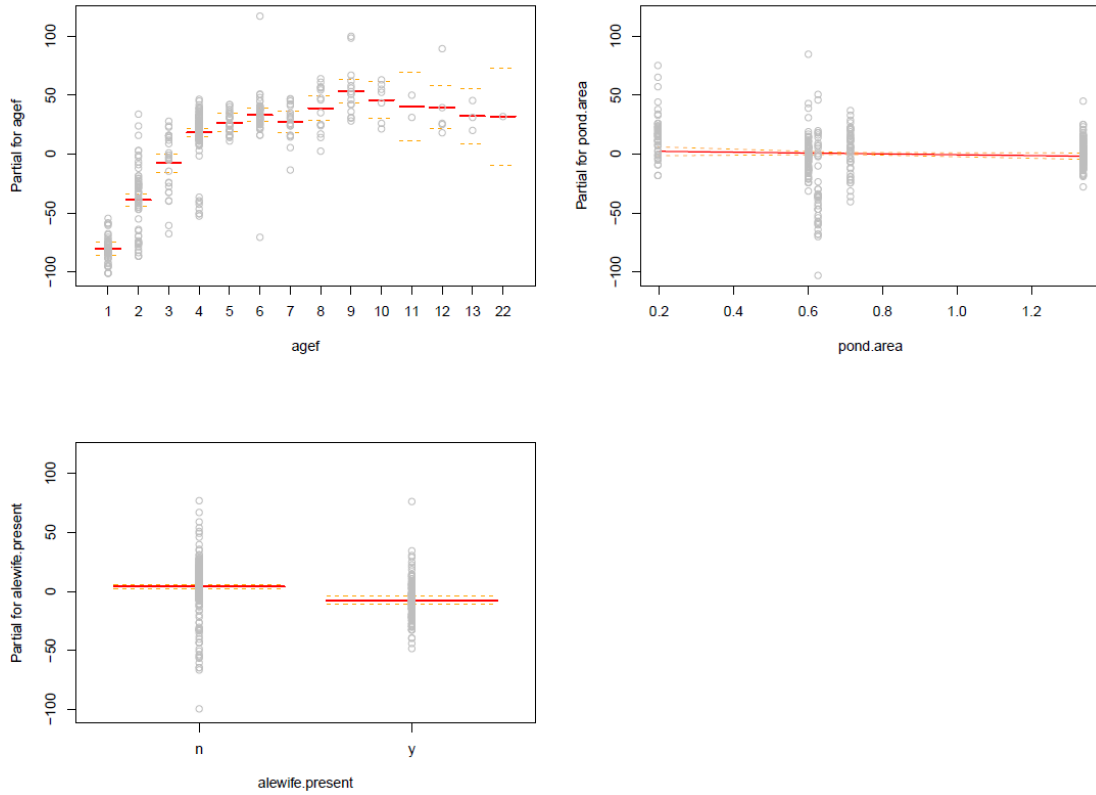 Partial for agef
100
50
0
−50
−100
1 2 3 4 5 6 7 8 9 10 11 12 13 22
agef
Partial for pond.area
100
50
0
−50
−100
0.2 0.4 0.6 0.8 1.0 1.2
pond.area
Partial for alewife.present
100
50
0
−50
−100
n y
alewife.present